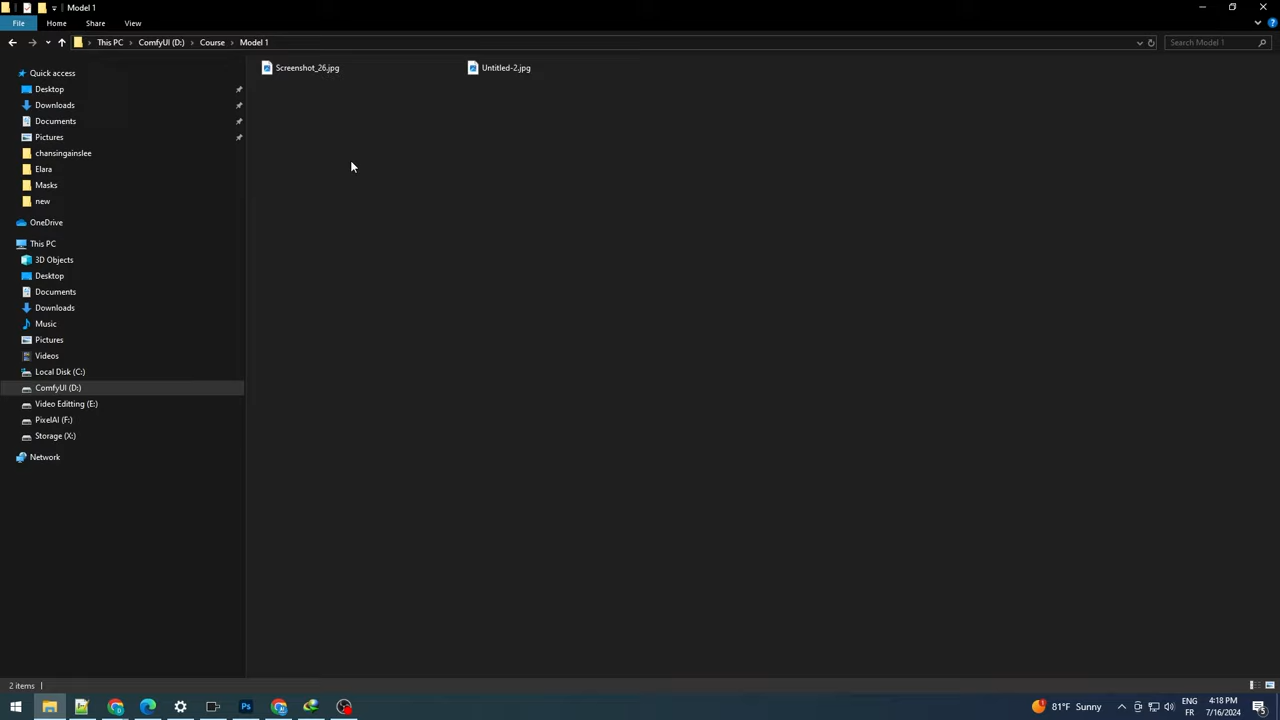 Model 1
File Home Share View
This PC ComfyUI (D:) Course Model 1
Search Model 1
Quick access
Desktop
Downloads
Documents
Pictures
chansingainslee
Elara
Masks
new
OneDrive
This PC
3D Objects
Desktop
Documents
Downloads
Music
Pictures
Videos
Local Disk (C:)
ComfyUI (D:)
Video Editting (E:)
PixelAI (F:)
Storage (X:)
Network
Screenshot_26.jpg Untitled-2.jpg
2 items
Ps
81°F Sunny
ENG
FR
4:18 PM
7/16/2024